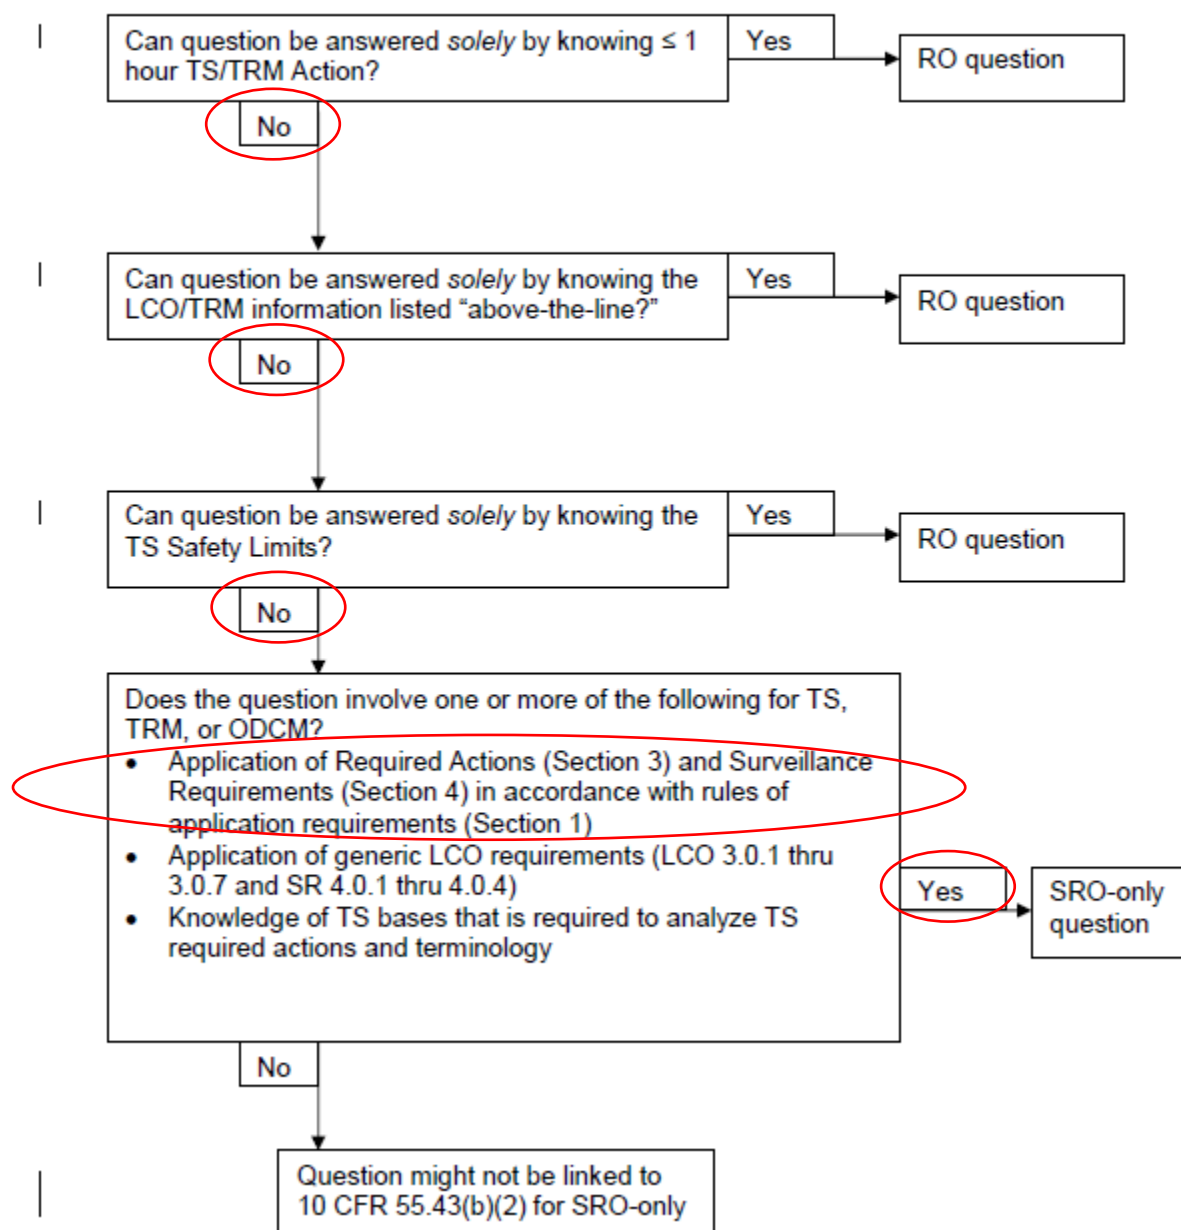 Can question be answered solely by knowing ≤ 1
hour TS/TRM Action?
Yes
RO question
No
Can question be answered solely by knowing the
LCO/TRM information listed “above-the-line?”
Yes
RO question
No
Can question be answered solely by knowing the
TS Safety Limits?
Yes
RO question
No
Does the question involve one or more of the following for TS,
TRM, or ODCM?
• Application of Required Actions (Section 3) and Surveillance
Requirements (Section 4) in accordance with rules of
application requirements (Section 1)
• Application of generic LCO requirements (LCO 3.0.1 thru
3.0.7 and SR 4.0.1 thru 4.0.4)
• Knowledge of TS bases that is required to analyze TS
required actions and terminology
Yes
SRO-only
question
No
Question might not be linked to
10 CFR 55.43(b)(2) for SRO-only